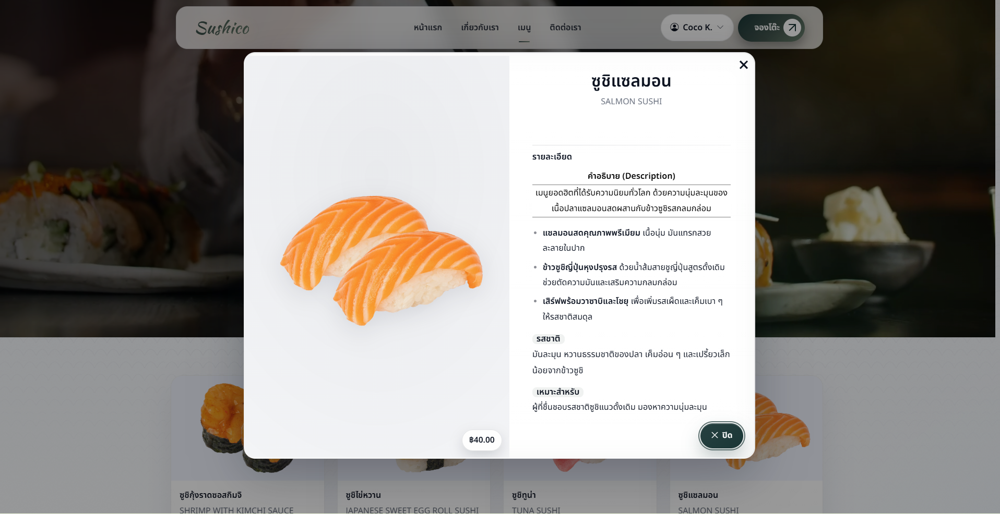 Sushico
หน้าแรก
เกี่ยวกับเรา
เมนู
ติดต่อเรา
Coco K.
จองโต๊ะ
ซูชิแซลมอน
SALMON SUSHI
รายละเอียด
คำอธิบาย (Description)
เมนูยอดฮิตที่ได้รับความนิยมทั่วโลก ด้วยความนุ่มละมุนของ
เนื้อปลาแซลมอนสดผสานกับข้าวซูชิรสกลมกล่อม
แซลมอนสดคุณภาพพรีเมียม เนื้อนุ่ม มันแทรกสวย
ละลายในปาก
ข้าวซูชิญี่ปุ่นหุงปรุงรส ด้วยน้ำส้มสายชูญี่ปุ่นสูตรดั้งเดิม
ช่วยตัดความมันและเสริมความกลมกล่อม
เสิร์ฟพร้อมวาซาบิและโชยุ เพื่อเพิ่มรสเผ็ดและเค็มเบา ๆ
ให้รสชาติสมดุล
รสชาติ
มันละมุน หวานธรรมชาติของปลา เค็มอ่อน ๆ และเปรี้ยวเล็ก
น้อยจากข้าวซูชิ
เหมาะสำหรับ
ผู้ที่ชื่นชอบรสชาติซูชิแนวดั้งเดิม มองหาความนุ่มละมุน
฿40.00
ปิด
ซูชิกุ้งราดซอสกิมจิ
SHRIMP WITH KIMCHI SAUCE
ซูชิไข่หวาน
JAPANESE SWEET EGG ROLL SUSHI
ซูชิทูน่า
TUNA SUSHI
ซูชิแซลมอน
SALMON SUSHI